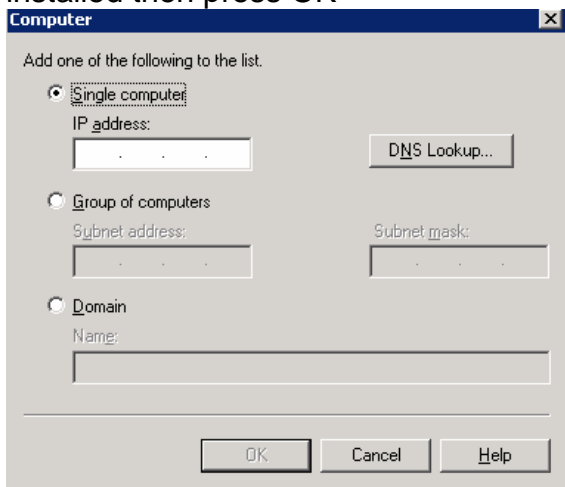 installed then press OK
Computer
Add one of the following to the list.
Single computer
IP address:
DNS Lookup...
Group of computers
Subnet address: Subnet mask:
Domain
Name:
OK Cancel Help